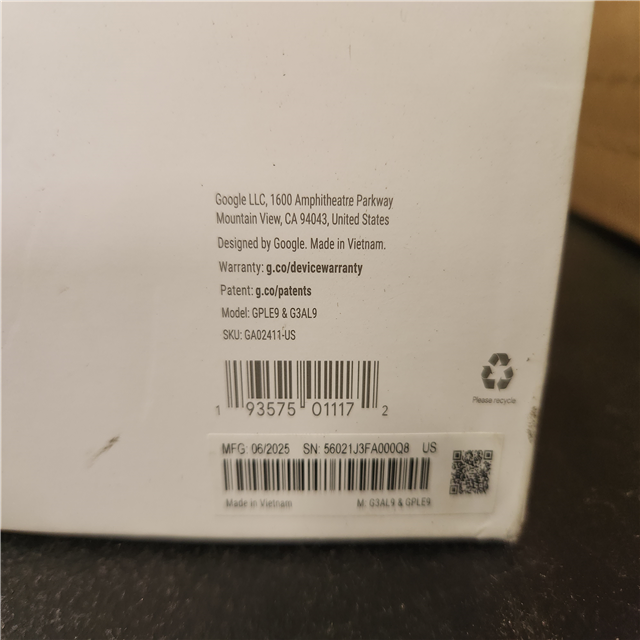 Google LLC, 1600 Amphitheatre Parkway
Mountain View, CA 94043, United States
Designed by Google. Made in Vietnam.
Warranty: g.co/devicewarranty
Patent: g.co/patents
Model: GPLE9 & G3AL9
SKU: GA02411-US
1 93575 01117 2
Please recycle
MFG: 06/2025 SN: 56021J3FA000Q8 US
Made in Vietnam M: G3AL9 & GPLE9